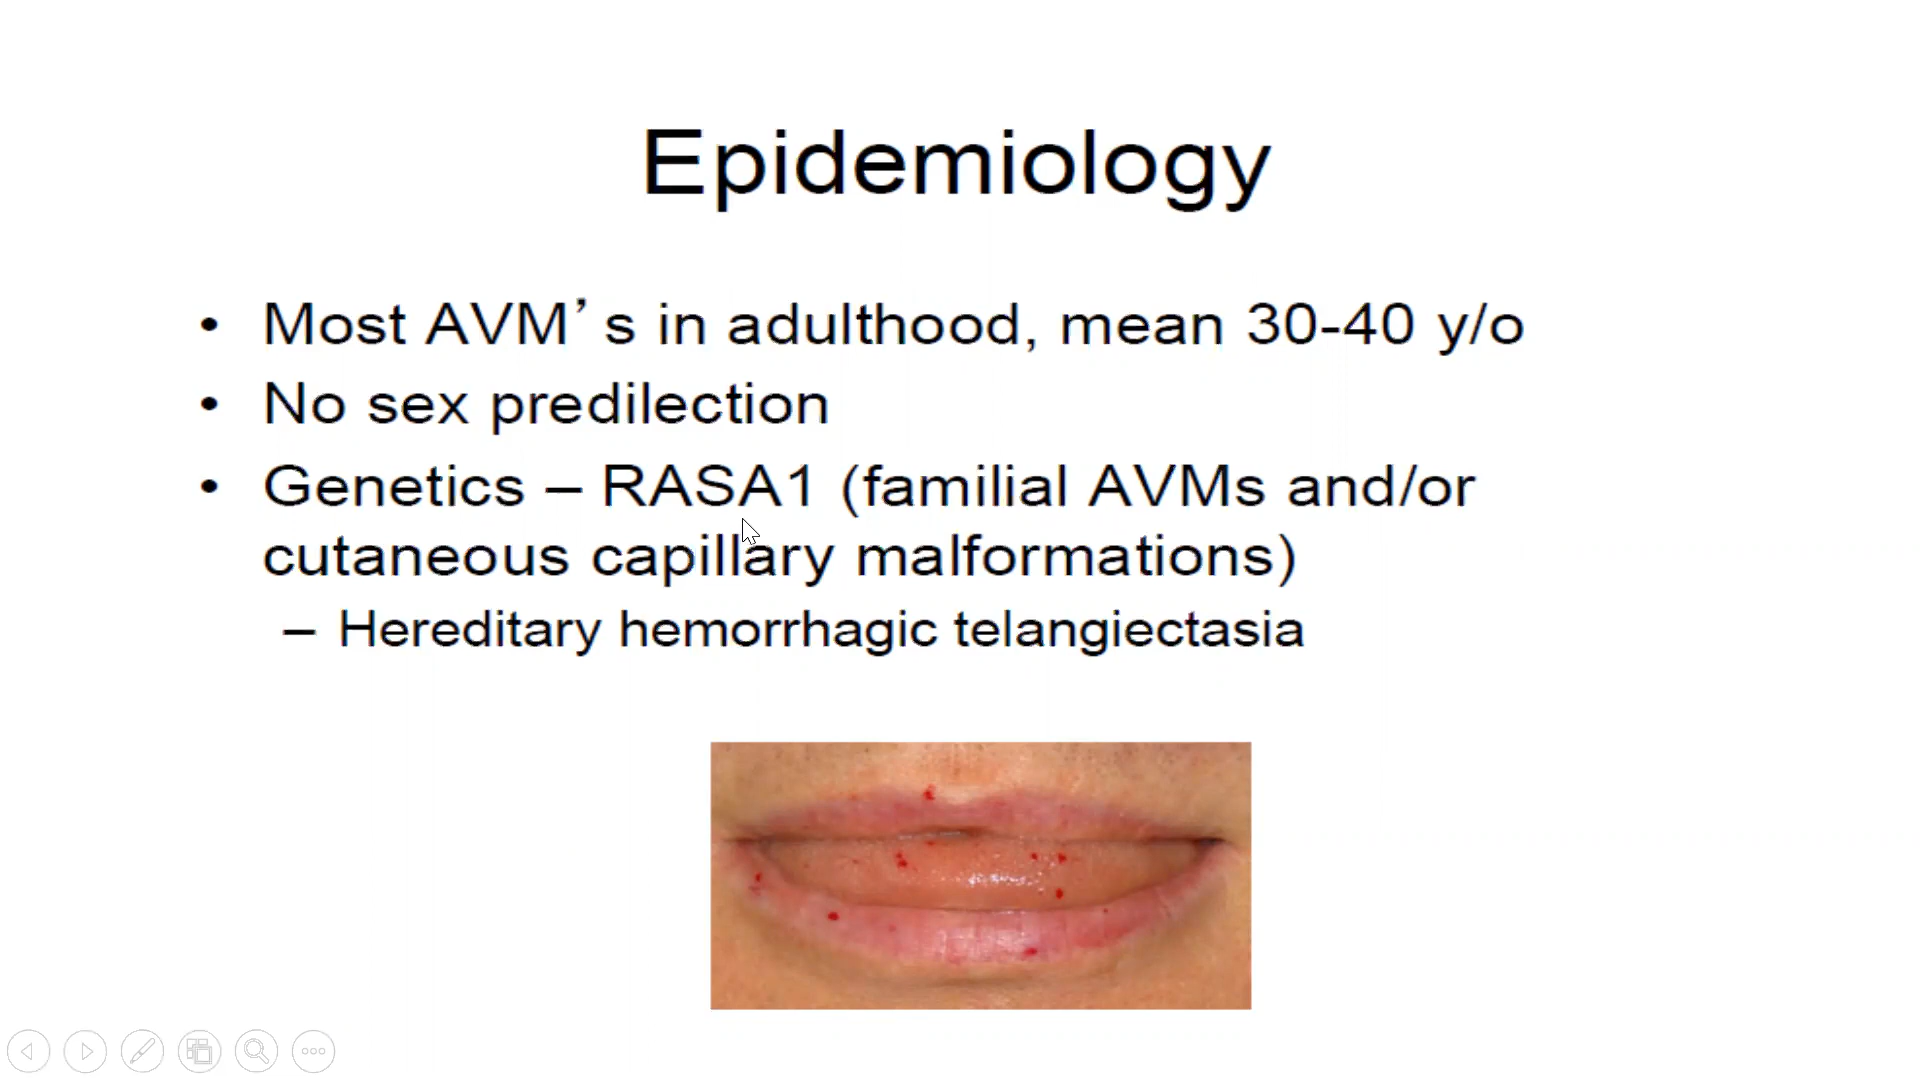 Epidemiology
• Most AVM’s in adulthood, mean 30-40 y/o
• No sex predilection
• Genetics – RASA1 (familial AVMs and/or
cutaneous capillary malformations)
– Hereditary hemorrhagic telangiectasia